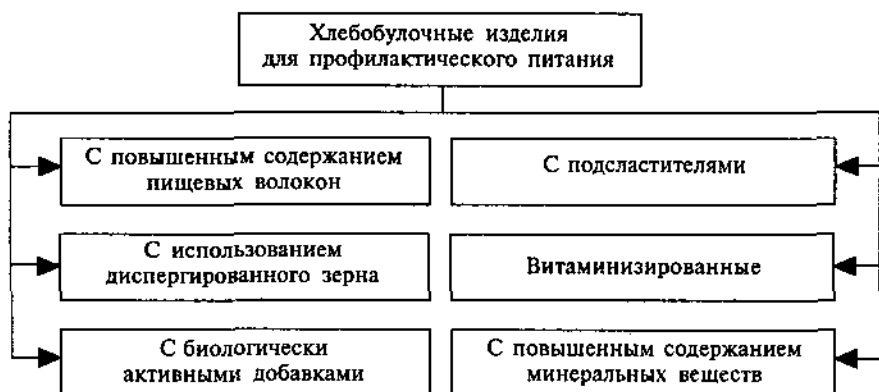 Хлебобулочные изделия
для профилактического питания
С повышенным содержанием
пищевых волокон
С подсластителями
С использованием
диспергированного зерна
Витаминизированные
С биологически
активными добавками
С повышенным содержанием
минеральных веществ